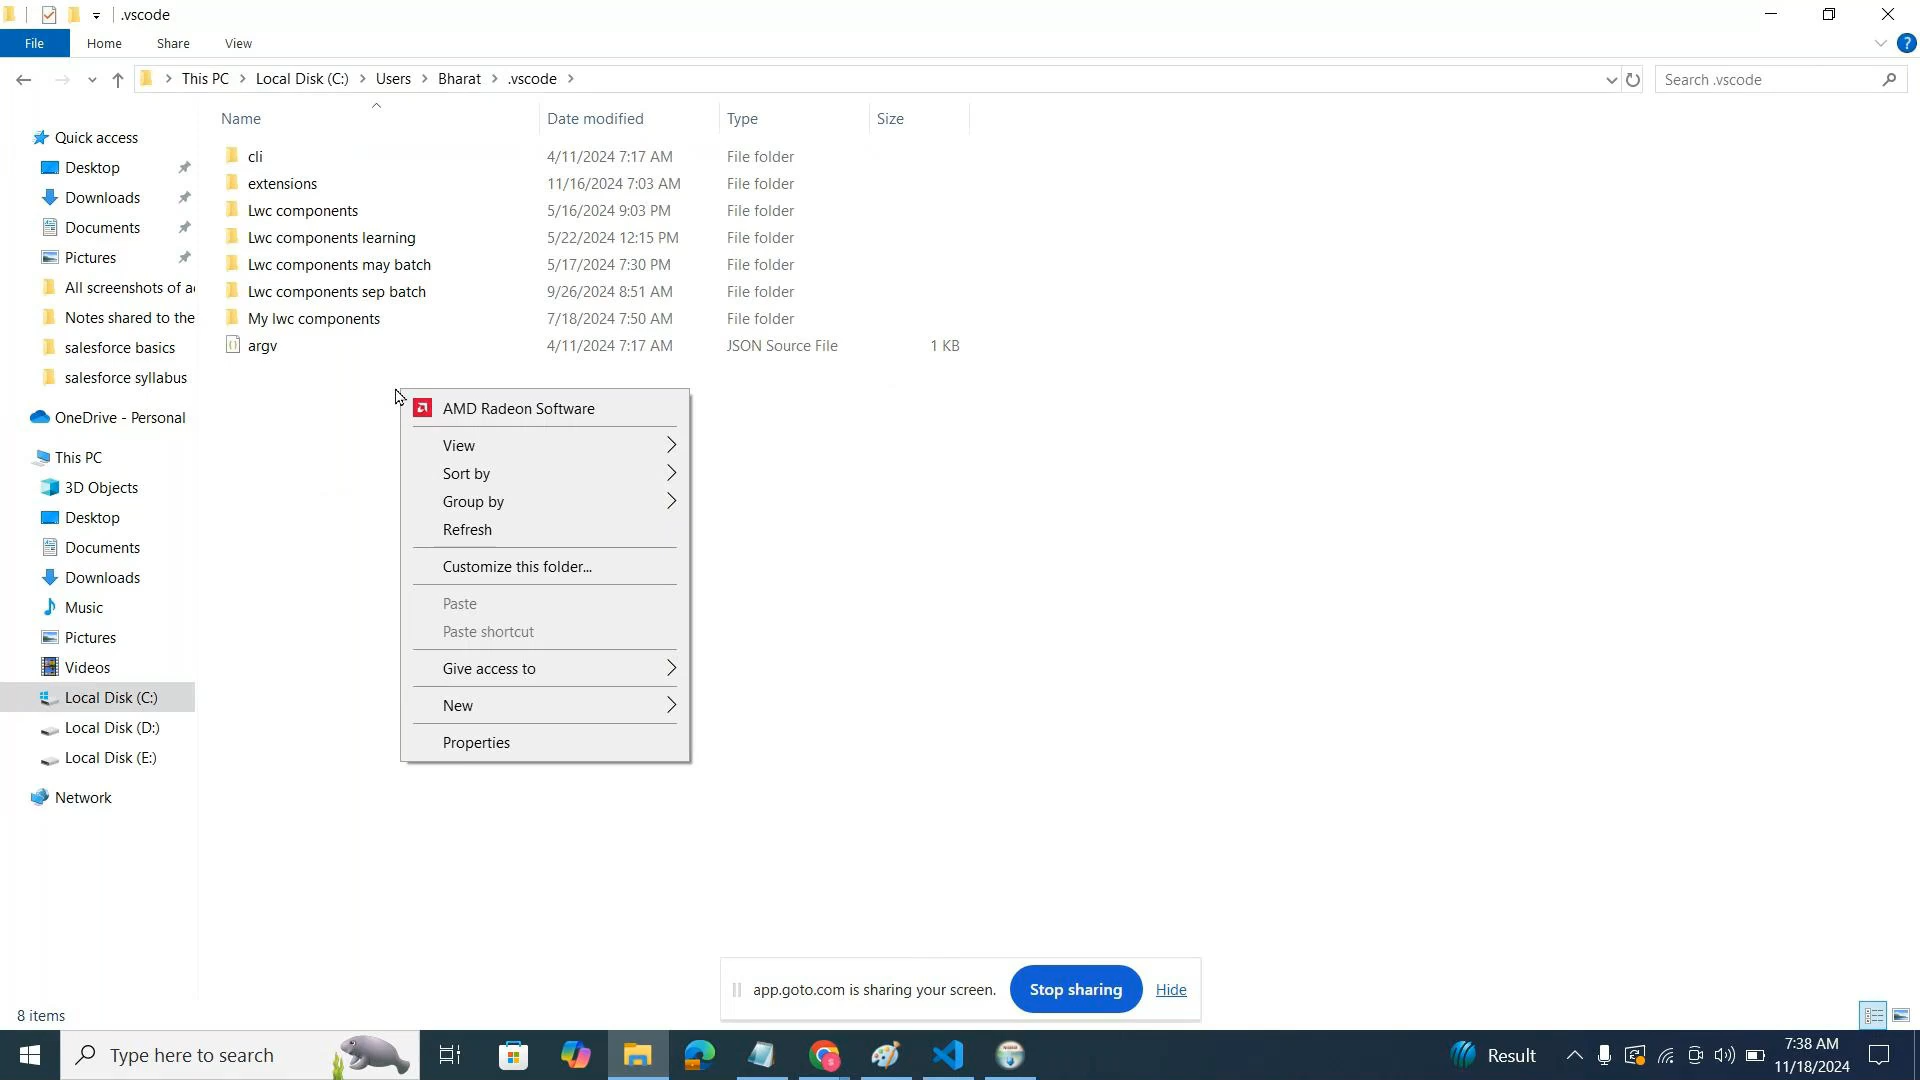 .vscode
File Home Share View
This PC Local Disk (C:) Users Bharat .vscode
Search .vscode
Name Date modified Type Size
cli 4/11/2024 7:17 AM File folder
extensions 11/16/2024 7:03 AM File folder
Lwc components 5/16/2024 9:03 PM File folder
Lwc components learning 5/22/2024 12:15 PM File folder
Lwc components may batch 5/17/2024 7:30 PM File folder
Lwc components sep batch 9/26/2024 8:51 AM File folder
My lwc components 7/18/2024 7:50 AM File folder
argv 4/11/2024 7:17 AM JSON Source File 1 KB
Quick access
Desktop
Downloads
Documents
Pictures
All screenshots of a
Notes shared to the
salesforce basics
salesforce syllabus
OneDrive - Personal
This PC
3D Objects
Desktop
Documents
Downloads
Music
Pictures
Videos
Local Disk (C:)
Local Disk (D:)
Local Disk (E:)
Network
AMD Radeon Software
View
Sort by
Group by
Refresh
Customize this folder...
Paste
Paste shortcut
Give access to
New
Properties
app.goto.com is sharing your screen. Stop sharing Hide
8 items
Type here to search
Result
7:38 AM
11/18/2024